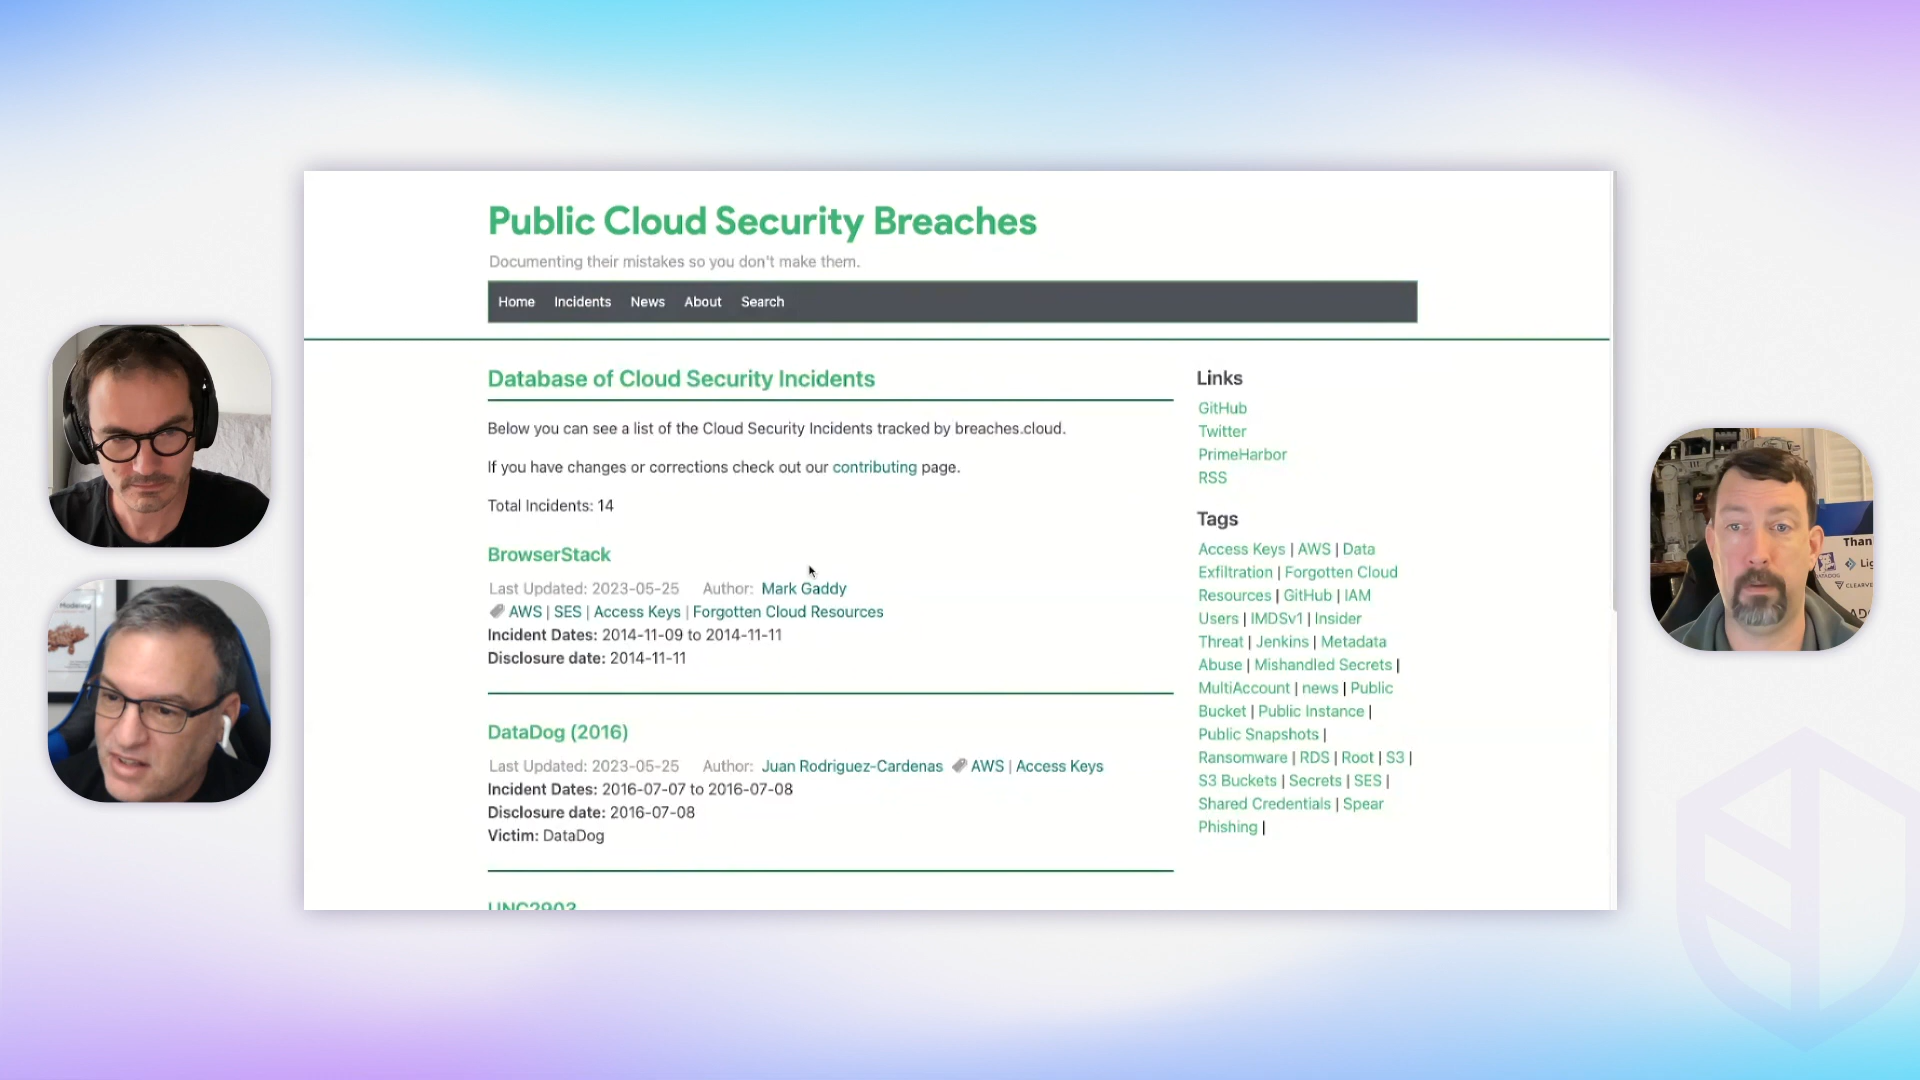 Public Cloud Security Breaches
Documenting their mistakes so you don't make them.
Home Incidents News About Search
Database of Cloud Security Incidents
Below you can see a list of the Cloud Security Incidents tracked by breaches.cloud.
If you have changes or corrections check out our contributing page.
Total Incidents: 14
BrowserStack
Last Updated: 2023-05-25 Author: Mark Gaddy
AWS | SES | Access Keys | Forgotten Cloud Resources
Incident Dates: 2014-11-09 to 2014-11-11
Disclosure date: 2014-11-11
DataDog (2016)
Last Updated: 2023-05-25 Author: Juan Rodriguez-Cardenas AWS | Access Keys
Incident Dates: 2016-07-07 to 2016-07-08
Disclosure date: 2016-07-08
Victim: DataDog
UNC2903
Links
GitHub
Twitter
PrimeHarbor
RSS
Tags
Access Keys | AWS | Data
Exfiltration | Forgotten Cloud
Resources | GitHub | IAM
Users | IMDSv1 | Insider
Threat | Jenkins | Metadata
Abuse | Mishandled Secrets |
MultiAccount | news | Public
Bucket | Public Instance |
Public Snapshots |
Ransomware | RDS | Root | S3 |
S3 Buckets | Secrets | SES |
Shared Credentials | Spear
Phishing |
Than